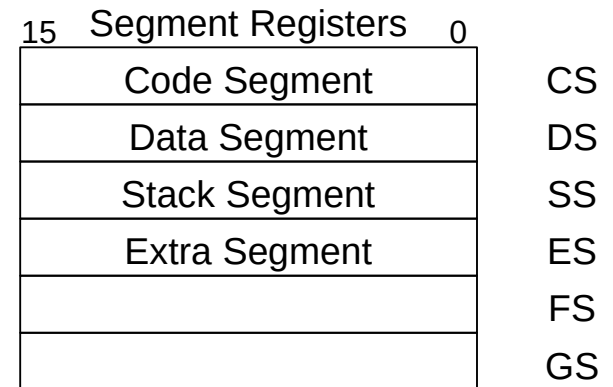 15 Segment Registers 0
Code Segment CS
Data Segment DS
Stack Segment SS
Extra Segment ES
FS
GS